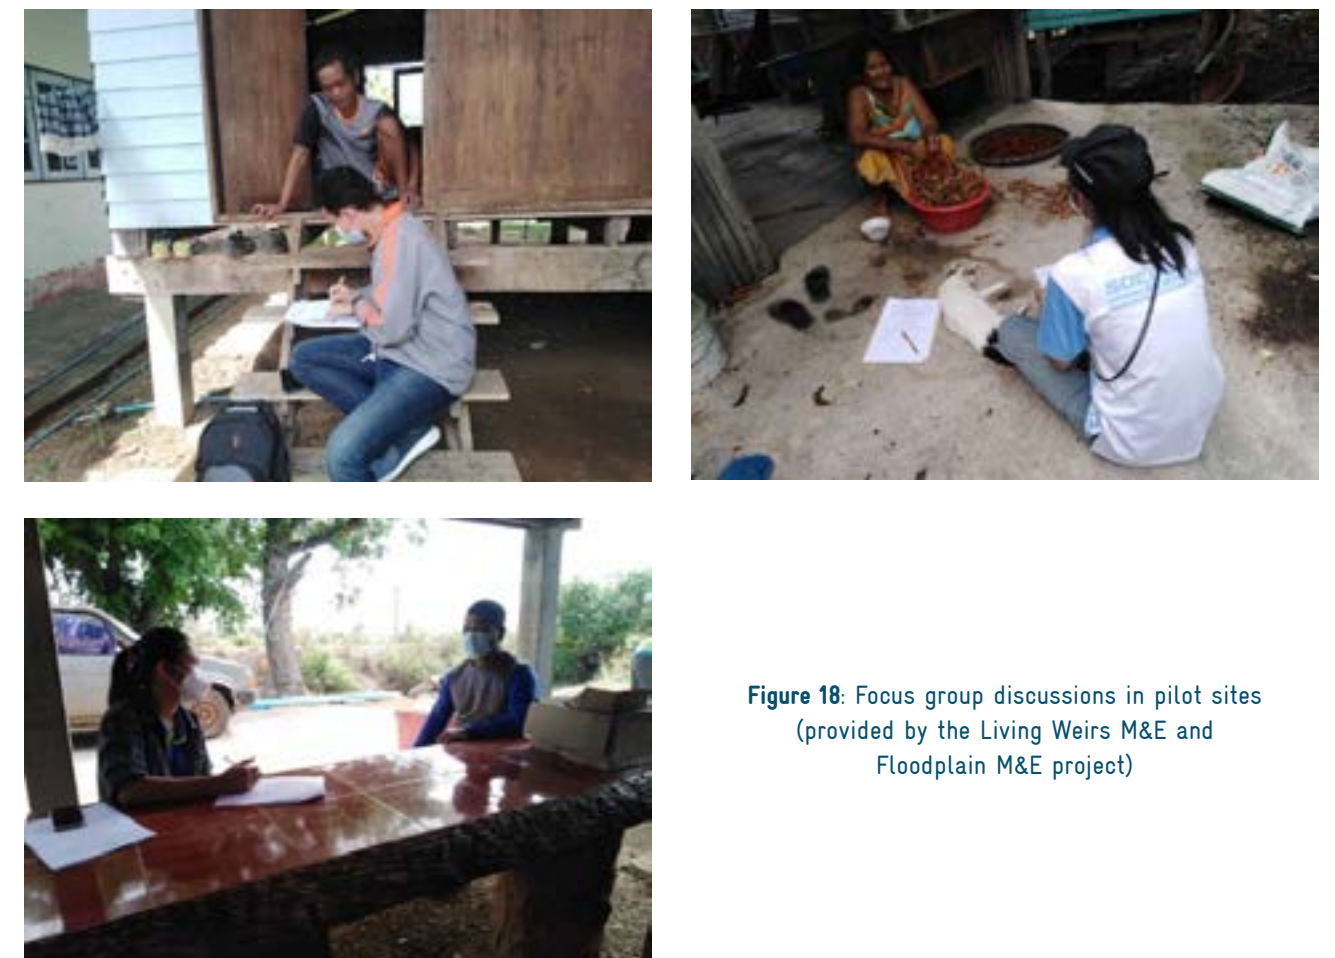 Figure 18: Focus group discussions in pilot sites
(provided by the Living Weirs M&E and
Floodplain M&E project)